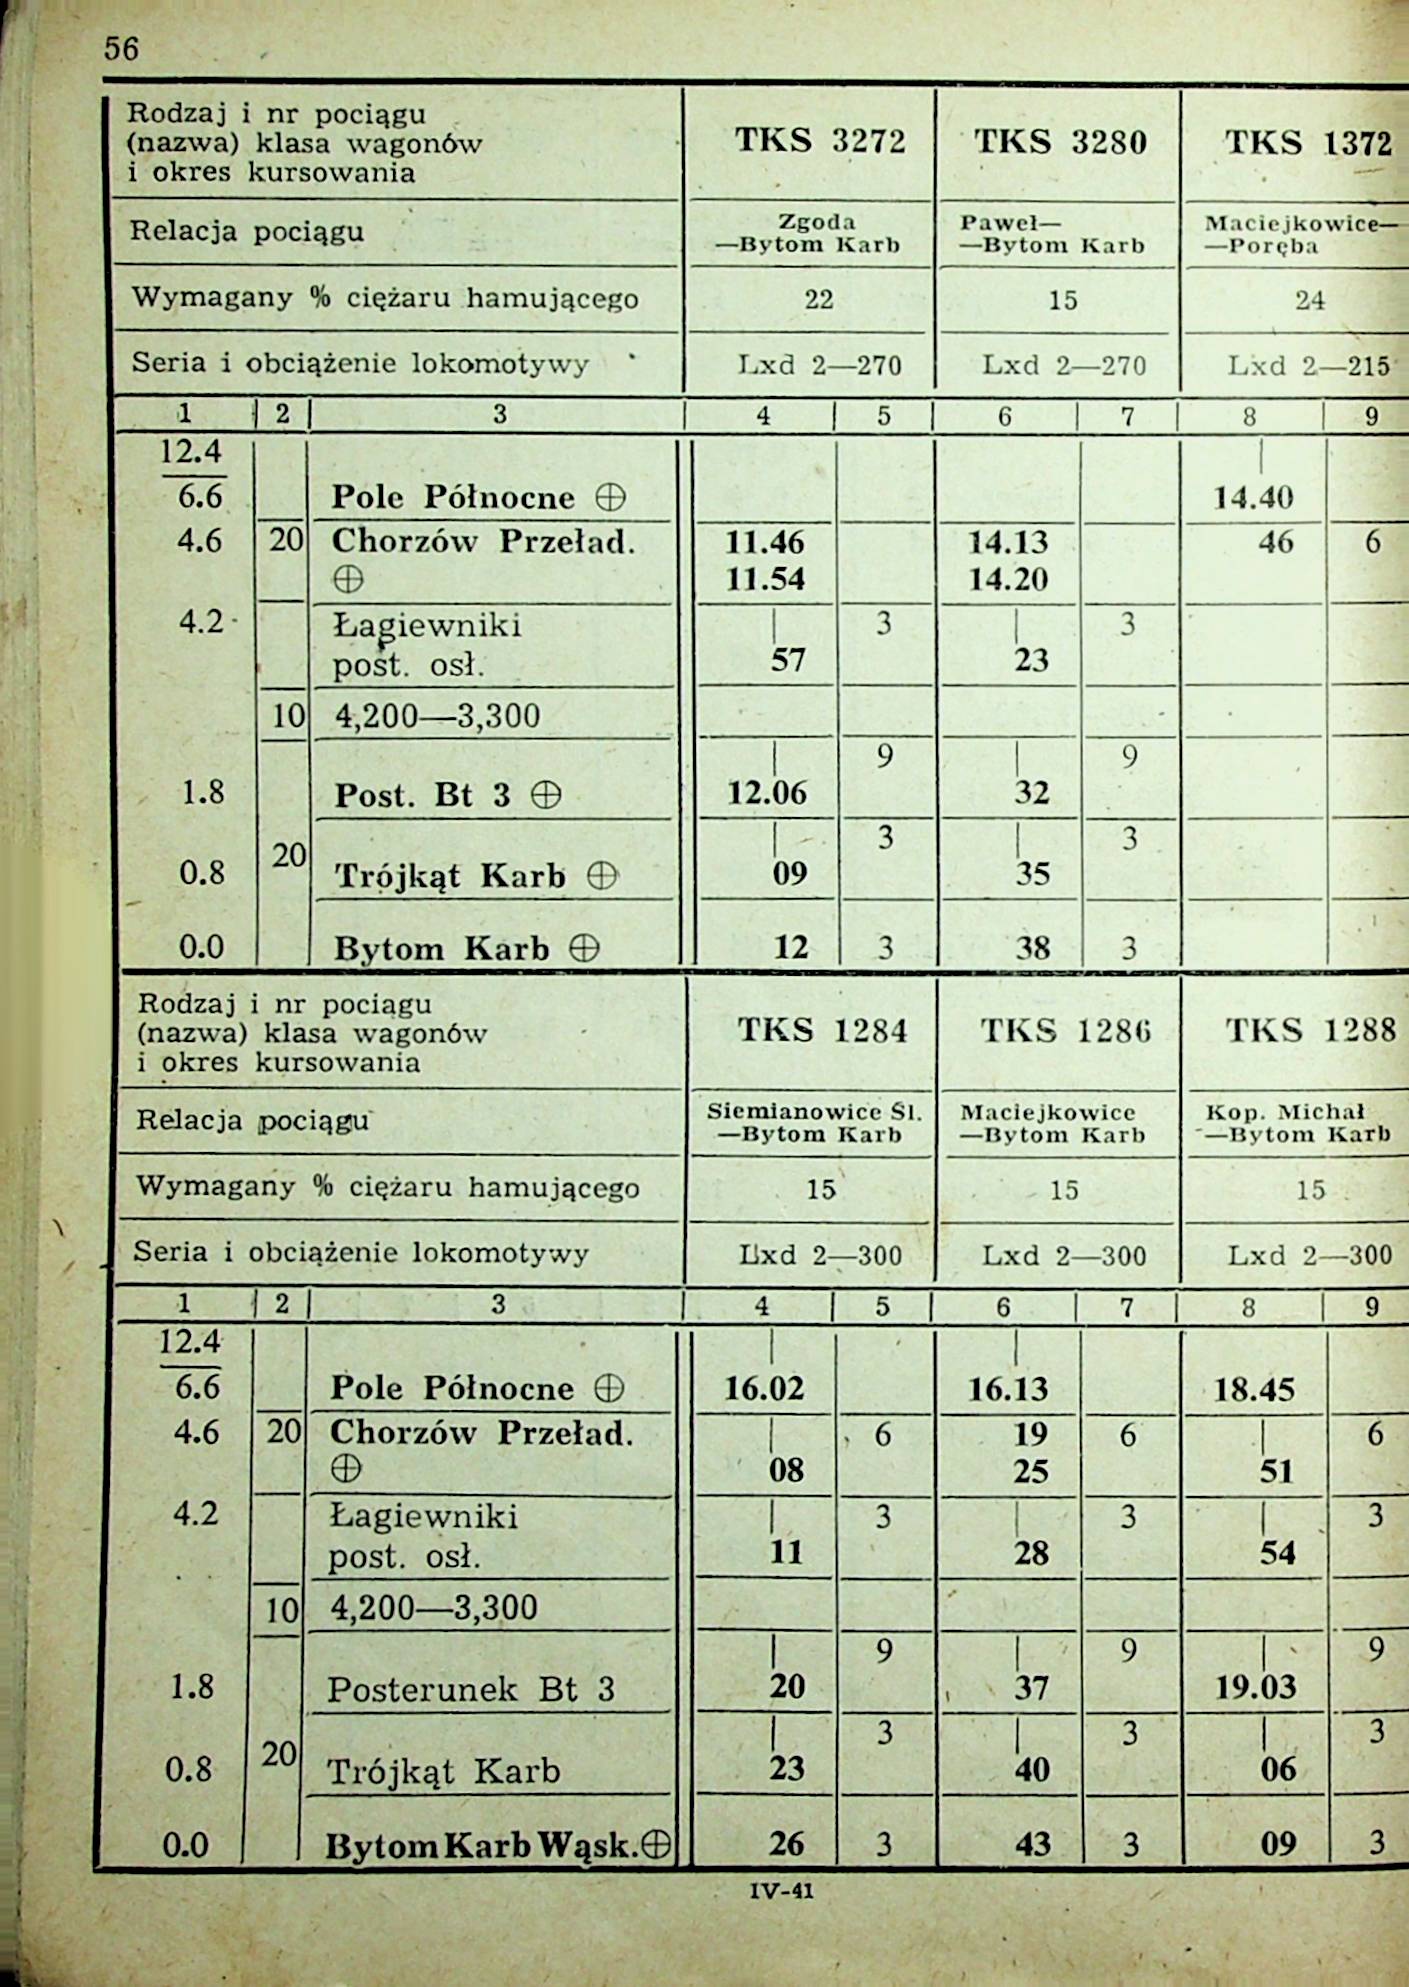 56
Rodzaj i nr pociągu
(nazwa) klasa wagonów
i okres kursowania
TKS 3272
TKS 3280
TKS 1372
Relacja pociągu
Zgoda
—Bytom Karb
Paweł—
—Bytom Karb
Maciejkowice—
—Poręba
Wymagany % ciężaru hamującego
22
15
24
Seria i obciążenie lokomotywy
Lxd 2—270
Lxd 2—270
Lxd 2—215
1 2 3 4 5 6 7 8 9
12.4 |
6.6 Pole Północne ⊕ 14.40
4.6 20 Chorzów Przeład. 11.46 14.13 46 6
⊕ 11.54 14.20
4.2 Łagiewniki | 3 | 3
post. osł. 57 23
10 4,200—3,300
| 9 | 9
1.8 Post. Bt 3 ⊕ 12.06 32
20 | 3 | 3
0.8 Trójkąt Karb ⊕ 09 35
0.0 Bytom Karb ⊕ 12 3 38 3
Rodzaj i nr pociągu
(nazwa) klasa wagonów
i okres kursowania
TKS 1284
TKS 1286
TKS 1288
Relacja pociągu
Siemianowice Śl.
—Bytom Karb
Maciejkowice
—Bytom Karb
Kop. Michał
—Bytom Karb
Wymagany % ciężaru hamującego
15
15
15
Seria i obciążenie lokomotywy
Lxd 2—300
Lxd 2—300
Lxd 2—300
1 2 3 4 5 6 7 8 9
12.4 | |
6.6 Pole Północne ⊕ 16.02 16.13 18.45
4.6 20 Chorzów Przeład. | 6 19 6 | 6
⊕ 08 25 51
4.2 Łagiewniki | 3 | 3 | 3
post. osł. 11 28 54
10 4,200—3,300
| 9 | 9 | 9
1.8 Posterunek Bt 3 20 37 19.03
20 | 3 | 3 | 3
0.8 Trójkąt Karb 23 40 06
0.0 Bytom Karb Wąsk.⊕ 26 3 43 3 09 3
IV-41